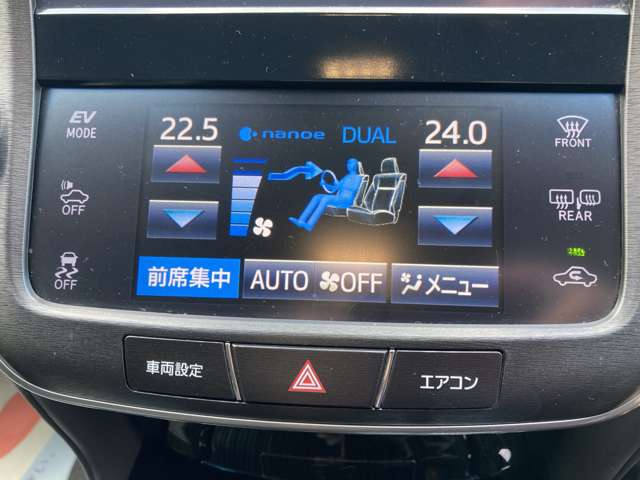 EV
MODE
22.5
nanoe
DUAL
24.0
FRONT
OFF
REAR
OFF
前席集中
AUTO
OFF
メニュー
車両設定
エアコン